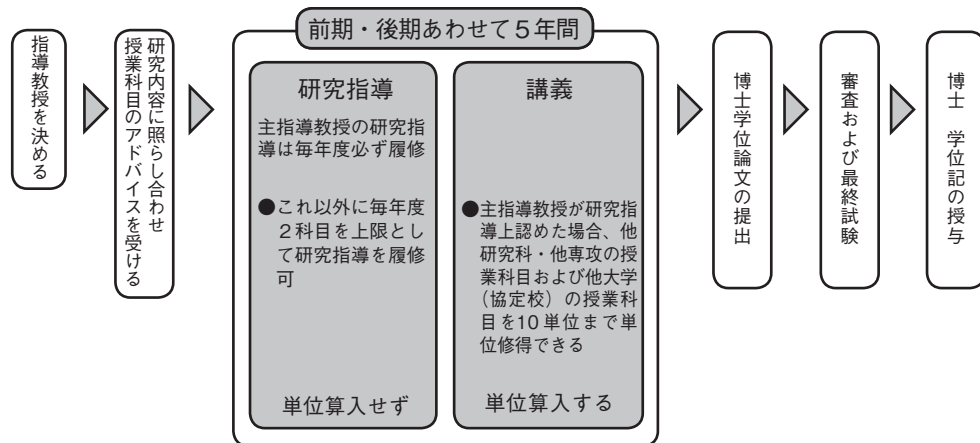 指導教授を決める
研究内容に照らし合わせ
授業科目のアドバイスを受ける
前期・後期あわせて５年間
研究指導
主指導教授の研究指
導は毎年度必ず履修
●これ以外に毎年度
２科目を上限とし
て研究指導を履修
可
単位算入せず
講義
●主指導教授が研究指
導上認めた場合、他
研究科・他専攻の授
業科目および他大学
（協定校）の授業科
目を10単位まで単
位修得できる
単位算入する
博士学位論文の提出
審査および最終試験
博士　学位記の授与